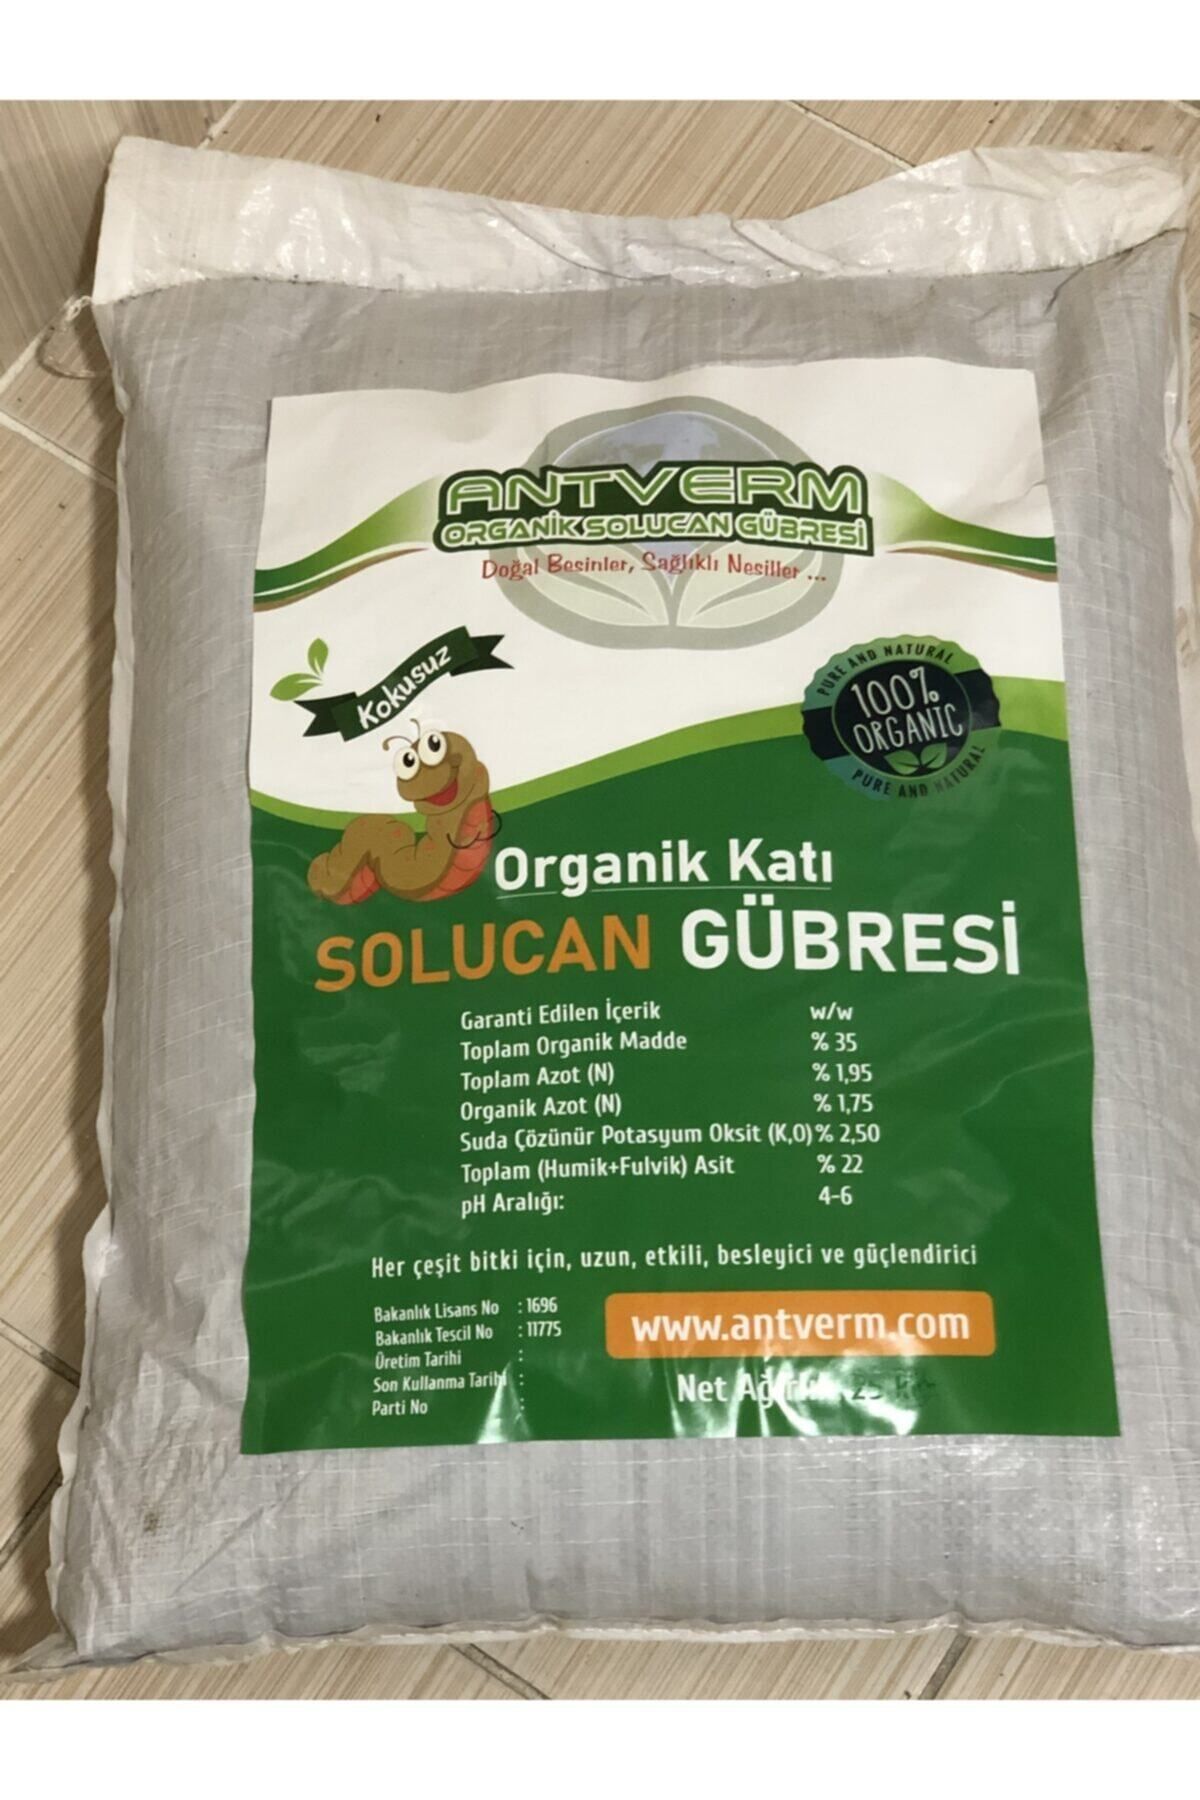 ANTVERM
ORGANİK SOLUCAN GÜBRESİ
Doğal Besinler, Sağlıklı Nesiller ...
Kokusuz
PURE AND NATURAL
100%
ORGANIC
PURE AND NATURAL
Organik Katı
SOLUCAN GÜBRESİ
Garanti Edilen İçerik w/w
Toplam Organik Madde % 35
Toplam Azot (N) % 1,95
Organik Azot (N) % 1,75
Suda Çözünür Potasyum Oksit (K,O) % 2,50
Toplam (Humik+Fulvik) Asit % 22
pH Aralığı: 4-6
Her çeşit bitki için, uzun, etkili, besleyici ve güçlendirici
Bakanlık Lisans No : 1696
Bakanlık Tescil No : 11775
Üretim Tarihi :
Son Kullanma Tarihi :
Parti No :
www.antverm.com
Net Ağırlık 25